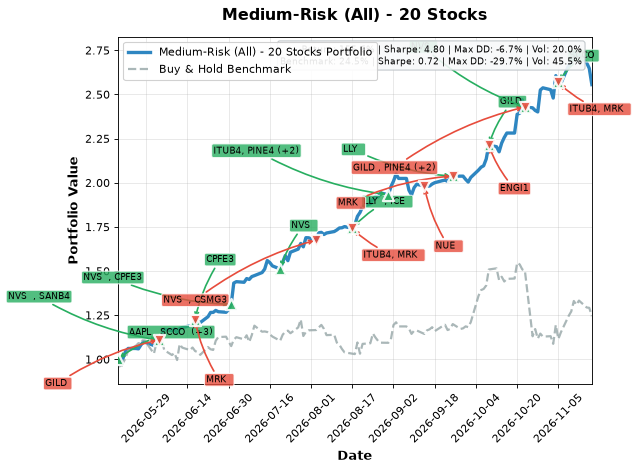 Medium-Risk (All) - 20 Stocks
Medium-Risk (All) - 20 Stocks Portfolio
Buy & Hold Benchmark
| Sharpe: 4.80 | Max DD: -6.7% | Vol: 20.0%
Benchmark: 24.5% | Sharpe: 0.72 | Max DD: -29.7% | Vol: 45.5%
Portfolio Value
2.75
2.50
2.25
2.00
1.75
1.50
1.25
1.00
GILD
ITUB4, MRK
ITUB4, PINE4 (+2)
LLY
GILD , PINE4 (+2)
ENGI1
MRK
NVS
NUE
ITUB4, MRK
CPFE3
NVS , CPFE3
NVS , SANB4
NVS , CSMG3
AAPL , SCCO (+3)
GILD
MRK
2026-05-29
2026-06-14
2026-06-30
2026-07-16
2026-08-01
2026-08-17
2026-09-02
2026-09-18
2026-10-04
2026-10-20
2026-11-05
Date